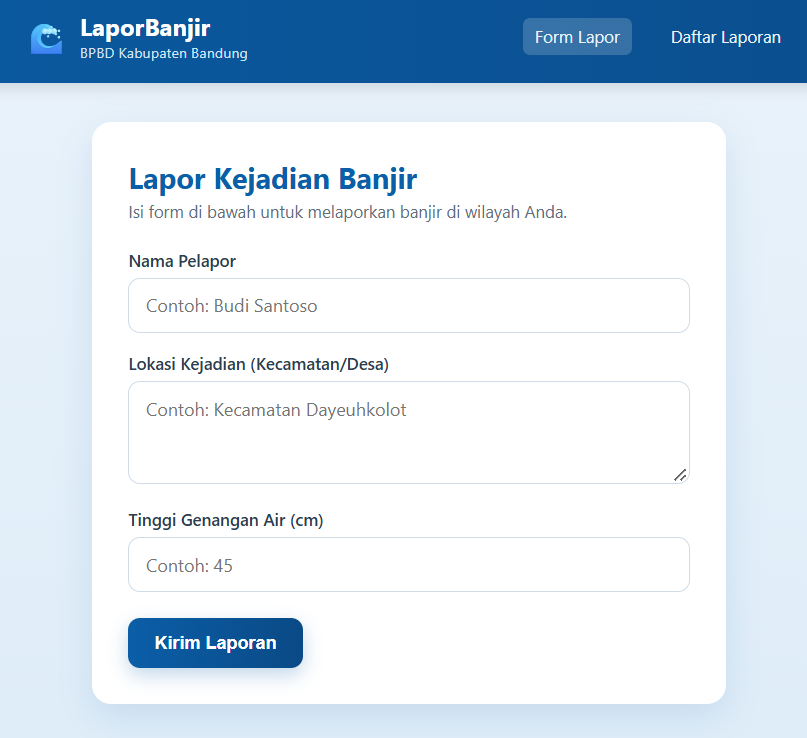 LaporBanjir
BPBD Kabupaten Bandung
Form Lapor
Daftar Laporan
Lapor Kejadian Banjir
Isi form di bawah untuk melaporkan banjir di wilayah Anda.
Nama Pelapor
Contoh: Budi Santoso
Lokasi Kejadian (Kecamatan/Desa)
Contoh: Kecamatan Dayeuhkolot
Tinggi Genangan Air (cm)
Contoh: 45
Kirim Laporan